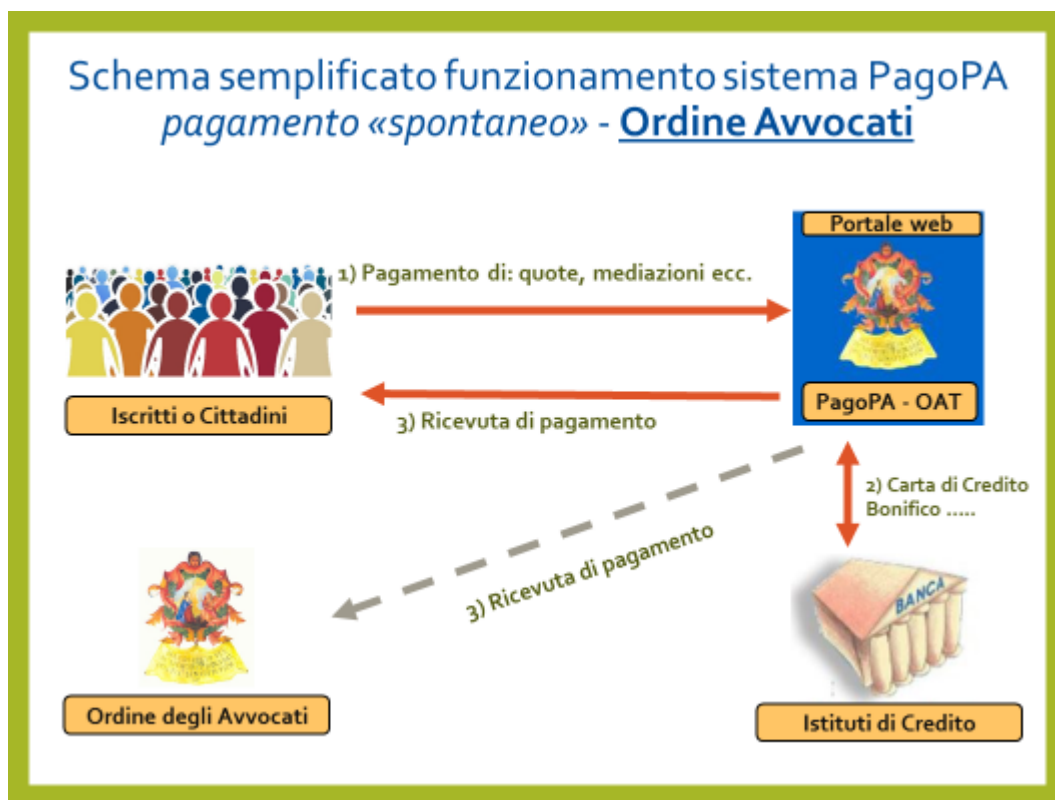 Schema semplificato funzionamento sistema PagoPA
pagamento «spontaneo» - Ordine Avvocati
Portale web
1) Pagamento di: quote, mediazioni ecc.
Iscritti o Cittadini
PagoPA - OAT
3) Ricevuta di pagamento
2) Carta di Credito
Bonifico .....
3) Ricevuta di pagamento
BANCA
Ordine degli Avvocati
Istituti di Credito